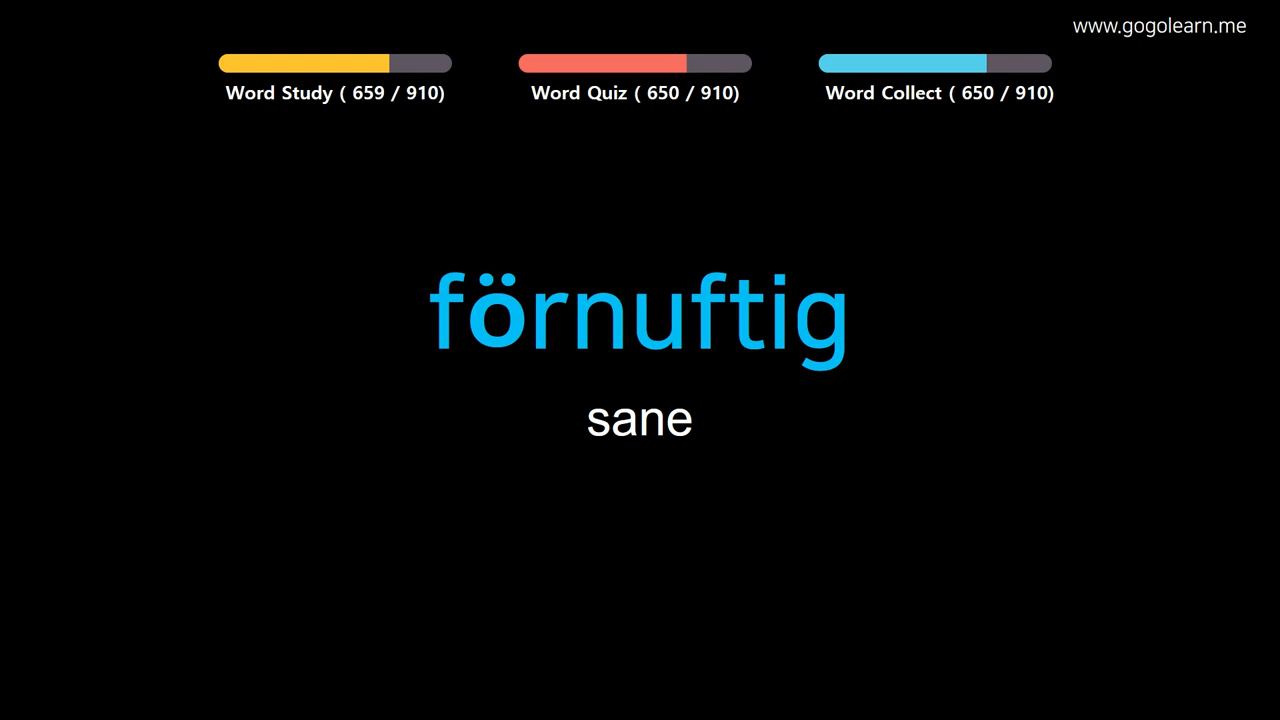 www.gogolearn.me
Word Study ( 659 / 910)
Word Quiz ( 650 / 910)
Word Collect ( 650 / 910)
förnuftig
sane